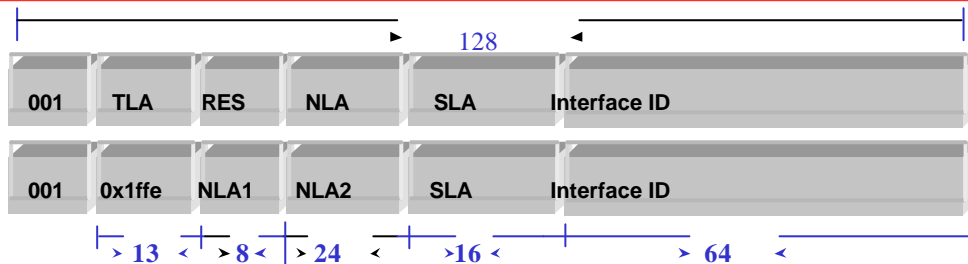 128
001 TLA RES NLA SLA Interface ID
001 0x1ffe NLA1 NLA2 SLA Interface ID
13 8 24 16 64